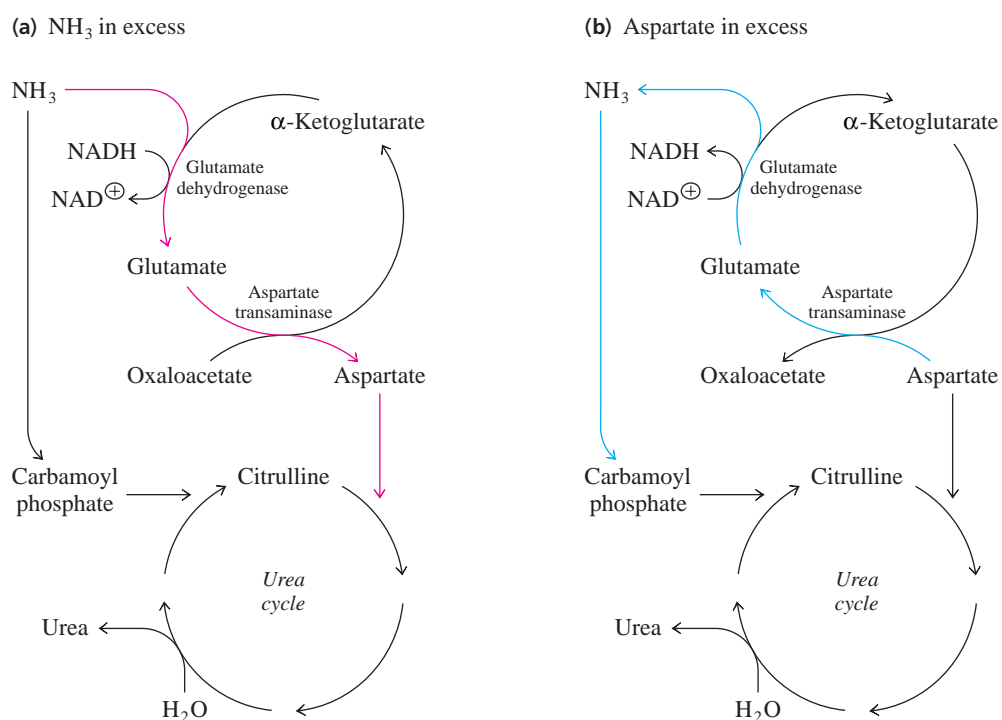 (a) NH₃ in excess
NH₃
α-Ketoglutarate
NADH
NAD⊕
Glutamate
dehydrogenase
Glutamate
Aspartate
transaminase
Oxaloacetate
Aspartate
Carbamoyl
phosphate
Citrulline
Urea
cycle
Urea
H₂O
(b) Aspartate in excess
NH₃
α-Ketoglutarate
NADH
NAD⊕
Glutamate
dehydrogenase
Glutamate
Aspartate
transaminase
Oxaloacetate
Aspartate
Carbamoyl
phosphate
Citrulline
Urea
cycle
Urea
H₂O